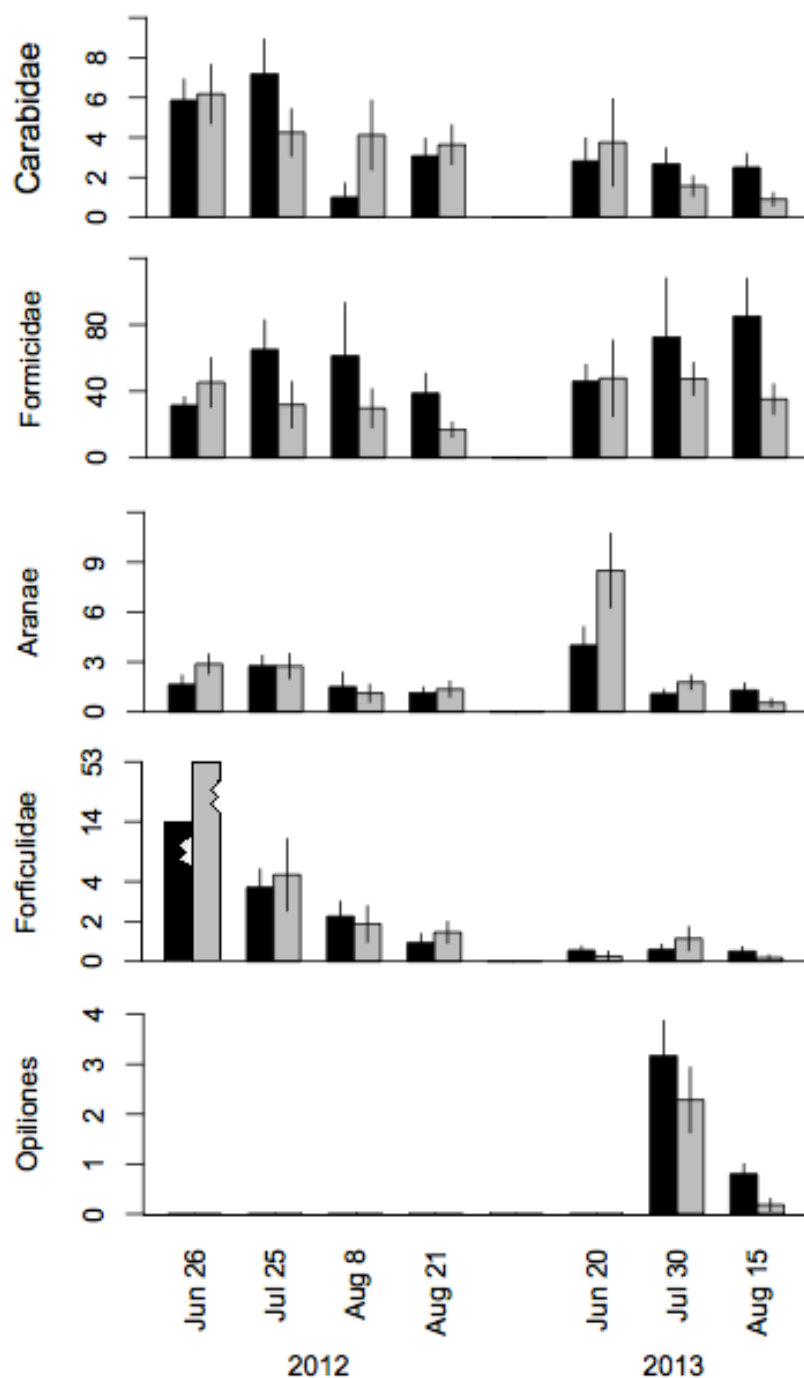 Carabidae
8
6
4
2
0
Formicidae
80
40
0
Aranae
9
6
3
0
Forficulidae
53
14
4
2
0
Opiliones
4
3
2
1
0
Jun 26
Jul 25
Aug 8
Aug 21
Jun 20
Jul 30
Aug 15
2012
2013